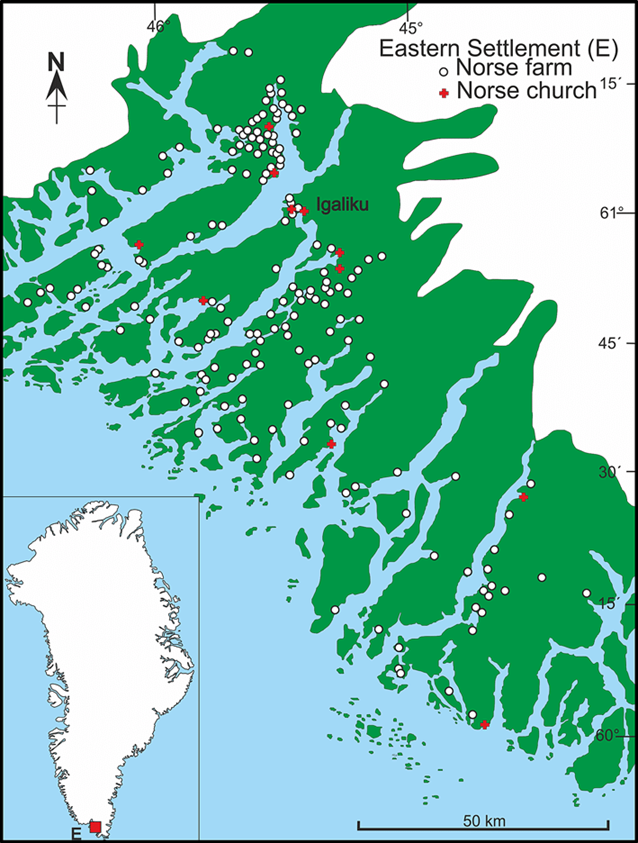 46°
45°
N
Eastern Settlement (E)
Norse farm
Norse church
15´
Igaliku
61°
45´
30´
15´
60°
E
50 km